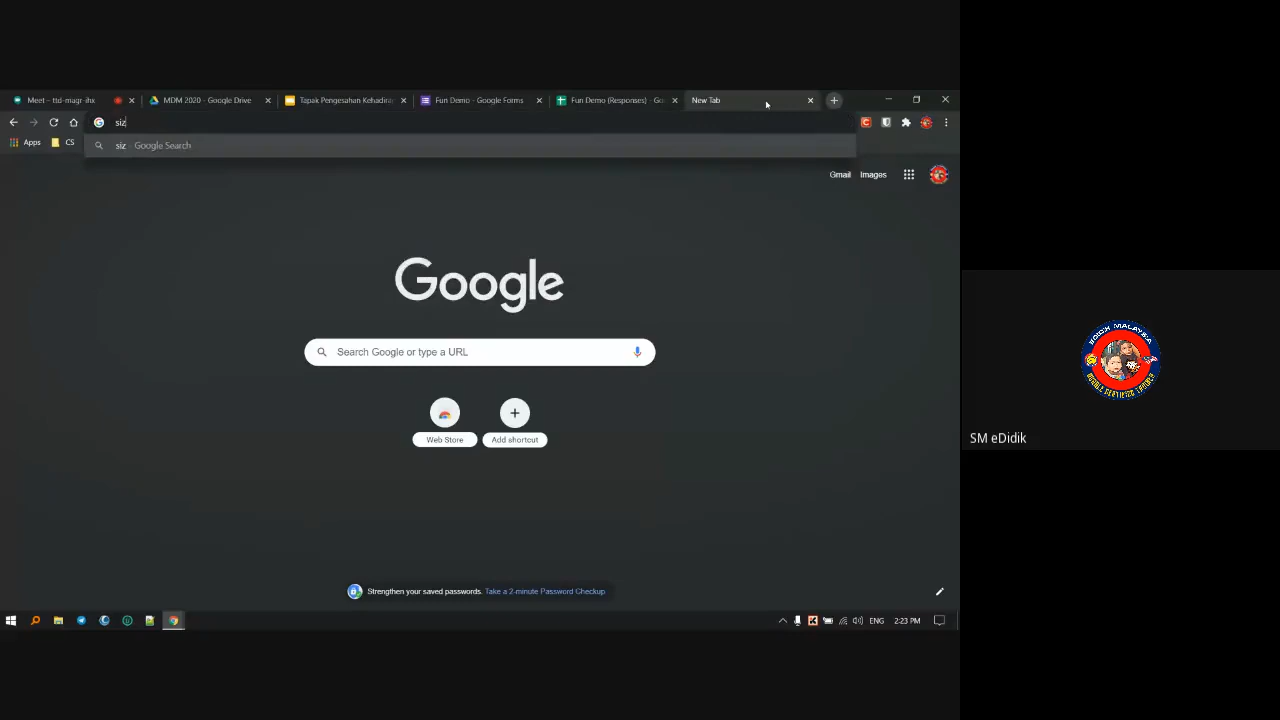 Meet – ttd-magr-ihx
MDM 2020 - Google Drive
Tapak Pengesahan Kehadira
Fun Demo - Google Forms
Fun Demo (Responses) - Go
New Tab
siz
Apps
CS
siz - Google Search
Gmail
Images
Google
Search Google or type a URL
Web Store
Add shortcut
SM eDidik
Strengthen your saved passwords. Take a 2-minute Password Checkup
ENG
2:23 PM